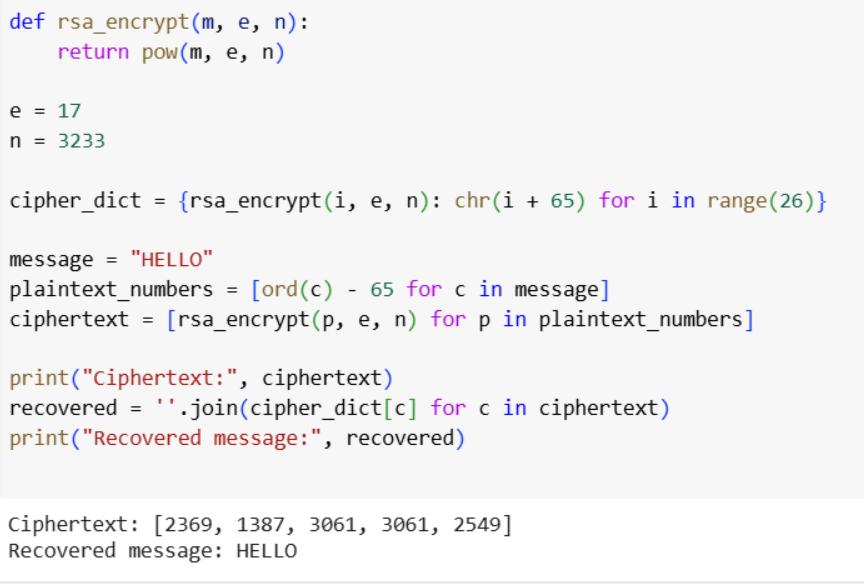 def rsa_encrypt(m, e, n):
    return pow(m, e, n)
e = 17
n = 3233
cipher_dict = {rsa_encrypt(i, e, n): chr(i + 65) for i in range(26)}
message = "HELLO"
plaintext_numbers = [ord(c) - 65 for c in message]
ciphertext = [rsa_encrypt(p, e, n) for p in plaintext_numbers]
print("Ciphertext:", ciphertext)
recovered = ''.join(cipher_dict[c] for c in ciphertext)
print("Recovered message:", recovered)
Ciphertext: [2369, 1387, 3061, 3061, 2549]
Recovered message: HELLO